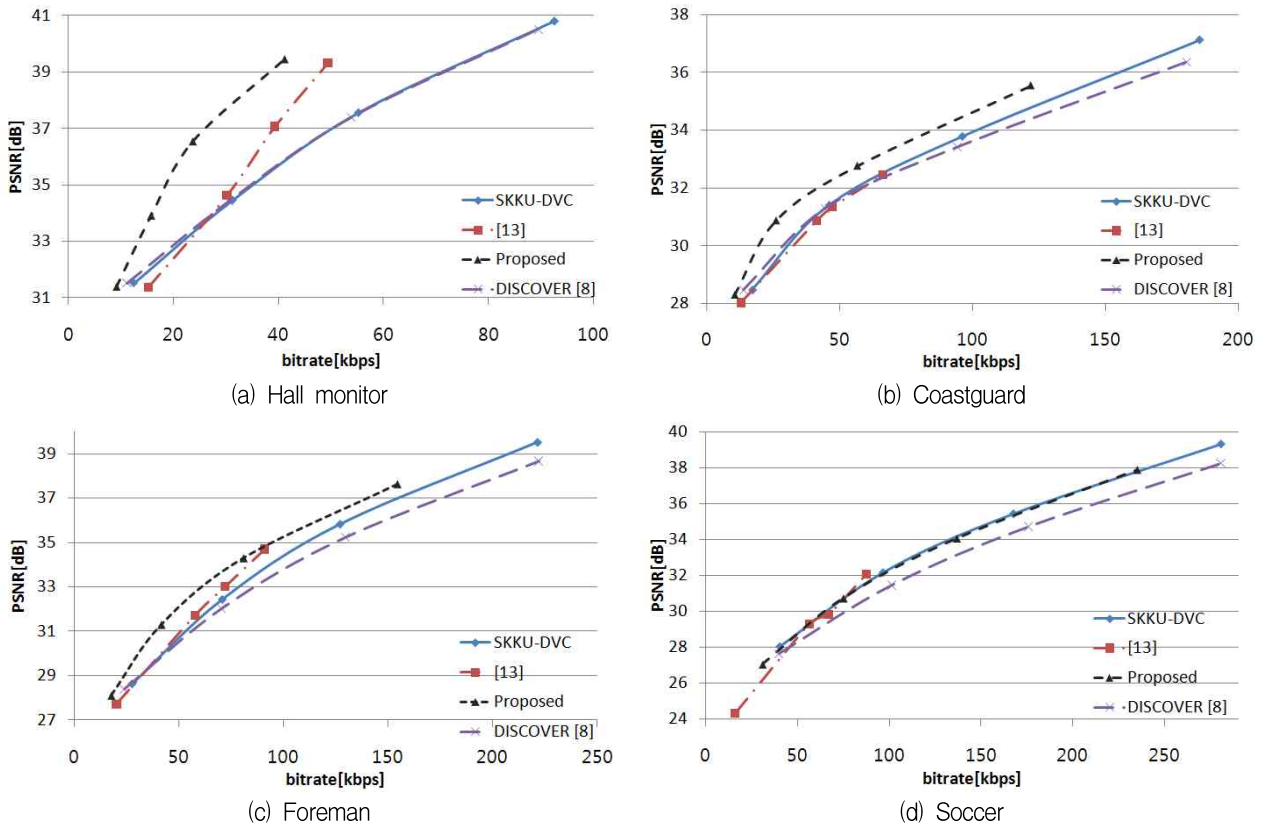 41
39
37
35
33
31
PSNR[dB]
0 20 40 60 80 100
bitrate[kbps]
SKKU-DVC
[13]
Proposed
DISCOVER [8]
(a) Hall monitor
38
36
34
32
30
28
PSNR[dB]
0 50 100 150 200
bitrate[kbps]
SKKU-DVC
[13]
Proposed
DISCOVER [8]
(b) Coastguard
39
37
35
33
31
29
27
PSNR[dB]
0 50 100 150 200 250
bitrate[kbps]
SKKU-DVC
[13]
Proposed
DISCOVER [8]
(c) Foreman
40
38
36
34
32
30
28
26
24
PSNR[dB]
0 50 100 150 200 250
bitrate[kbps]
SKKU-DVC
[13]
Proposed
DISCOVER [8]
(d) Soccer